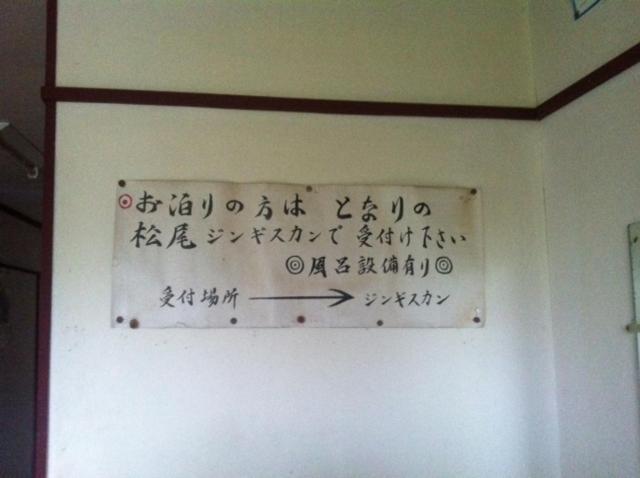 ◎お泊りの方は となりの
松尾ジンギスカンで 受付け下さい
◎風呂設備有り◎
受付場所 → ジンギスカン